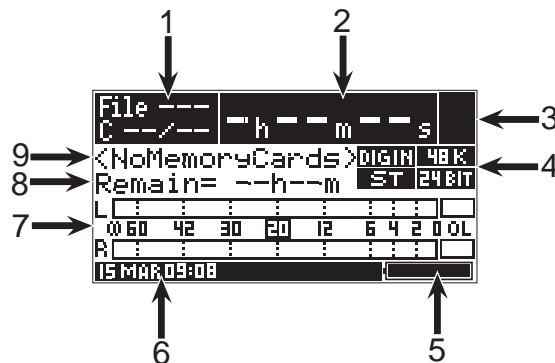 1 2
File --- -h--m--s 3
C --/--
9 <NoMemoryCards> DIGIN 48K 4
8 Remain= --h--m ST 24BIT
L
7 ∞ 60 42 30 20 12 6 4 2 0 OL
R
15 MAR 09:08
6 5